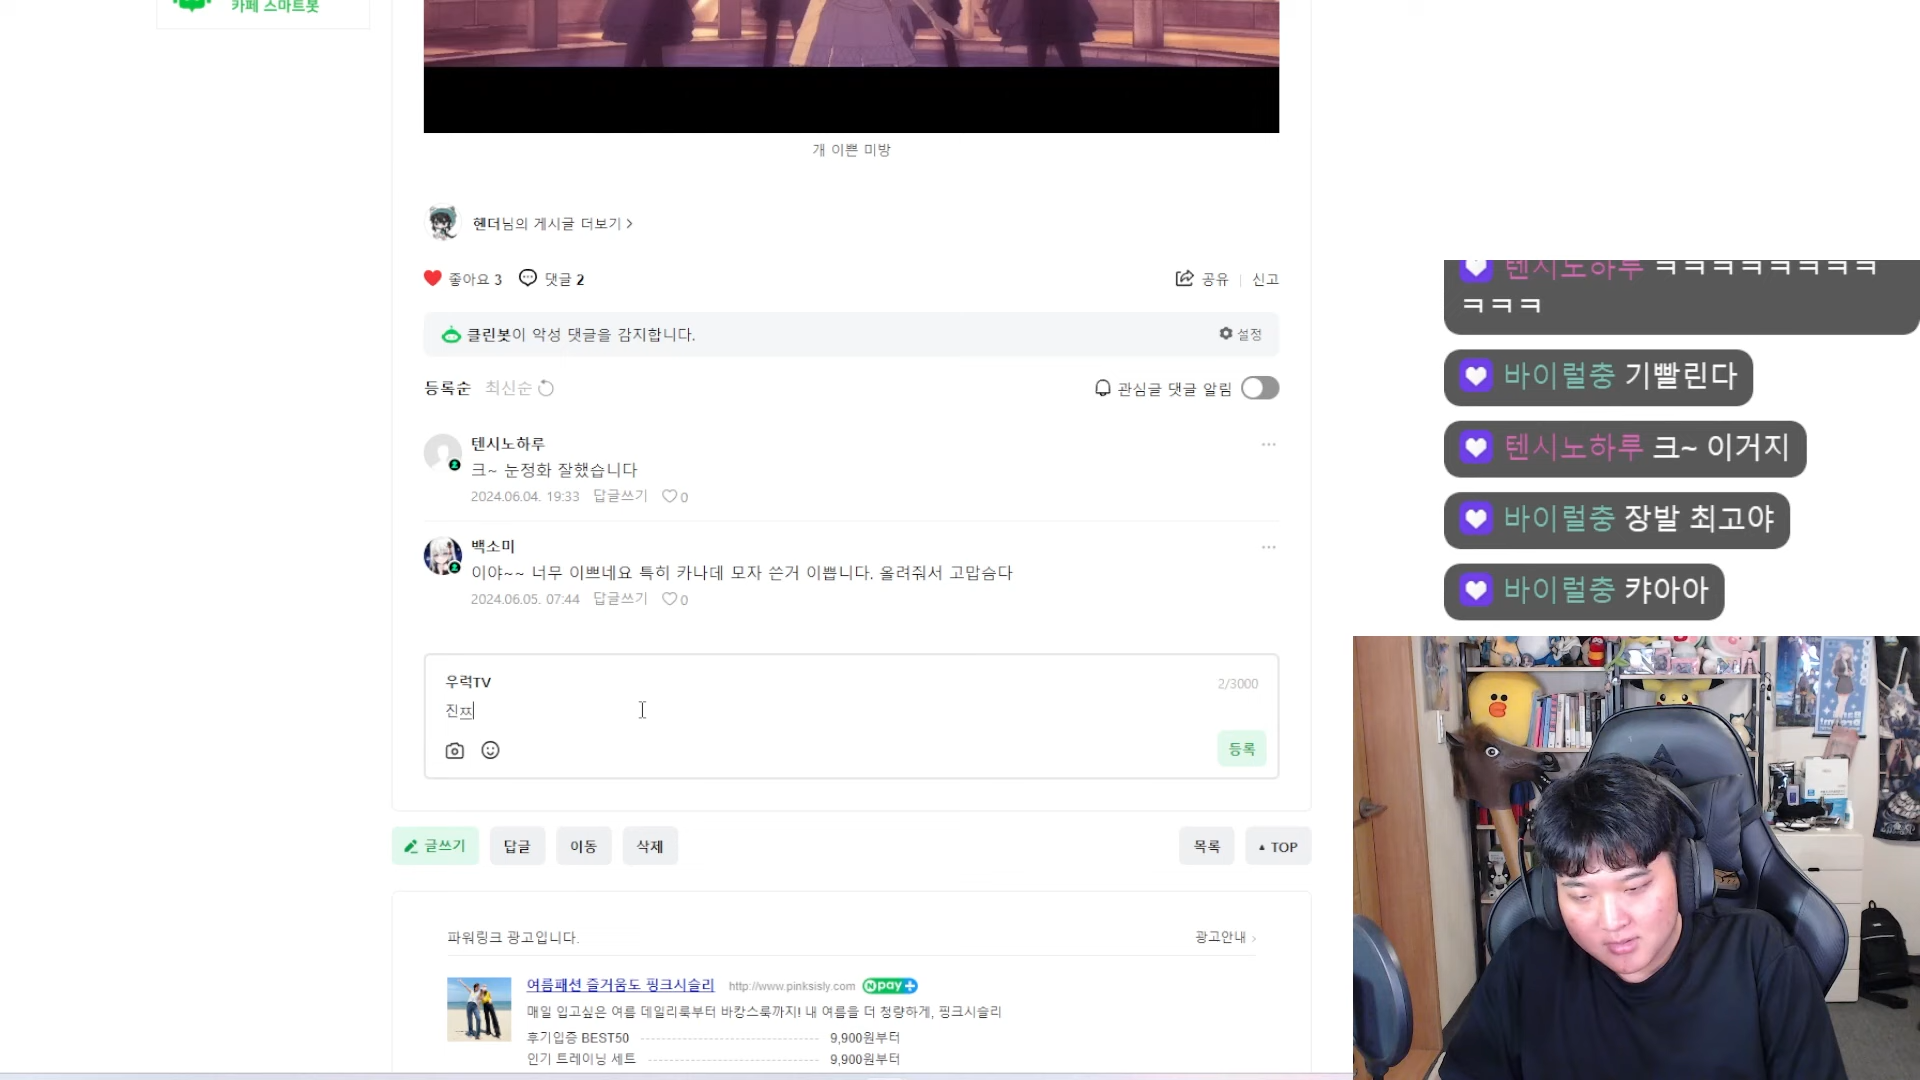 카페 스마트봇
개 이쁜 미방
헨더님의 게시글 더보기 >
좋아요 3 댓글 2
공유 신고
클린봇이 악성 댓글을 감지합니다.
설정
등록순 최신순
관심글 댓글 알림
텐시노하루
크~ 눈정화 잘했습니다
2024.06.04. 19:33 답글쓰기 0
백소미
이야~~ 너무 이쁘네요 특히 카나데 모자 쓴거 이쁩니다. 올려줘서 고맙슴다
2024.06.05. 07:44 답글쓰기 0
우럭TV
2/3000
진ㅉ
등록
글쓰기 답글 이동 삭제
목록 TOP
파워링크 광고입니다.
광고안내 >
여름패션 즐거움도 핑크시슬리 http://www.pinksisly.com N pay+
매일 입고싶은 여름 데일리룩부터 바캉스룩까지! 내 여름을 더 청량하게, 핑크시슬리
후기입증 BEST50 9,900원부터
인기 트레이닝 세트 9,900원부터
텐시노하루 ㅋㅋㅋㅋㅋㅋㅋㅋ
ㅋㅋㅋ
바이럴충 기빨린다
텐시노하루 크~ 이거지
바이럴충 장발 최고야
바이럴충 캬아아